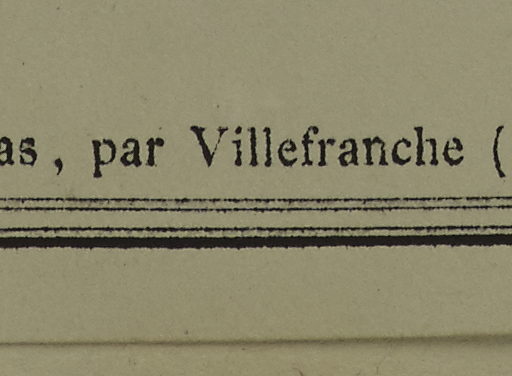 as, par Villefranche (